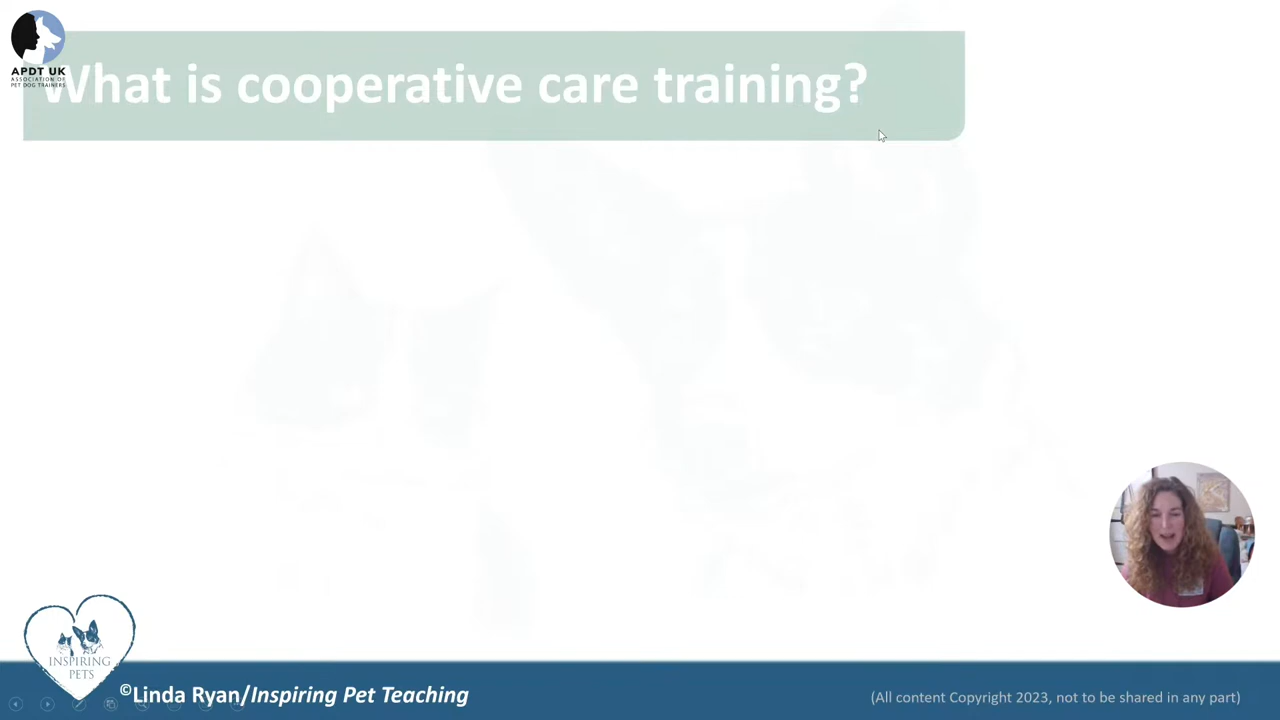 APDT UK
ASSOCIATION OF
PET DOG TRAINERS
What is cooperative care training?
INSPIRING
PETS
©Linda Ryan/Inspiring Pet Teaching
(All content Copyright 2023, not to be shared in any part)